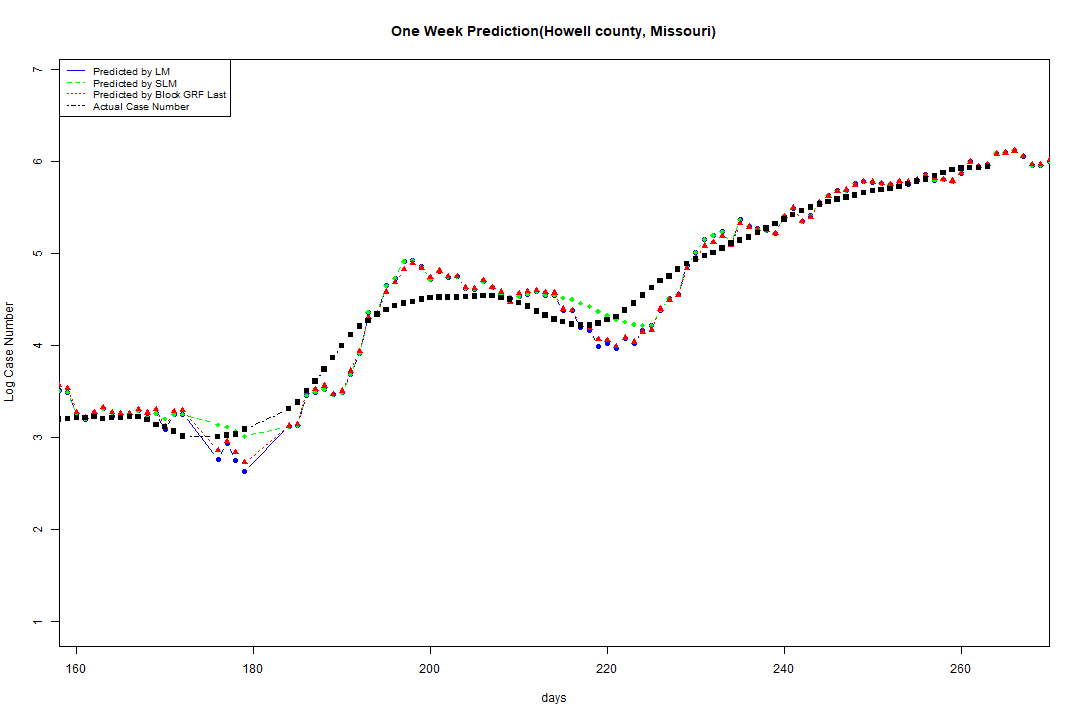 One Week Prediction(Howell county, Missouri)
Predicted by LM
Predicted by SLM
Predicted by Block GRF Last
Actual Case Number
7
6
5
4
3
2
1
Log Case Number
160 180 200 220 240 260
days